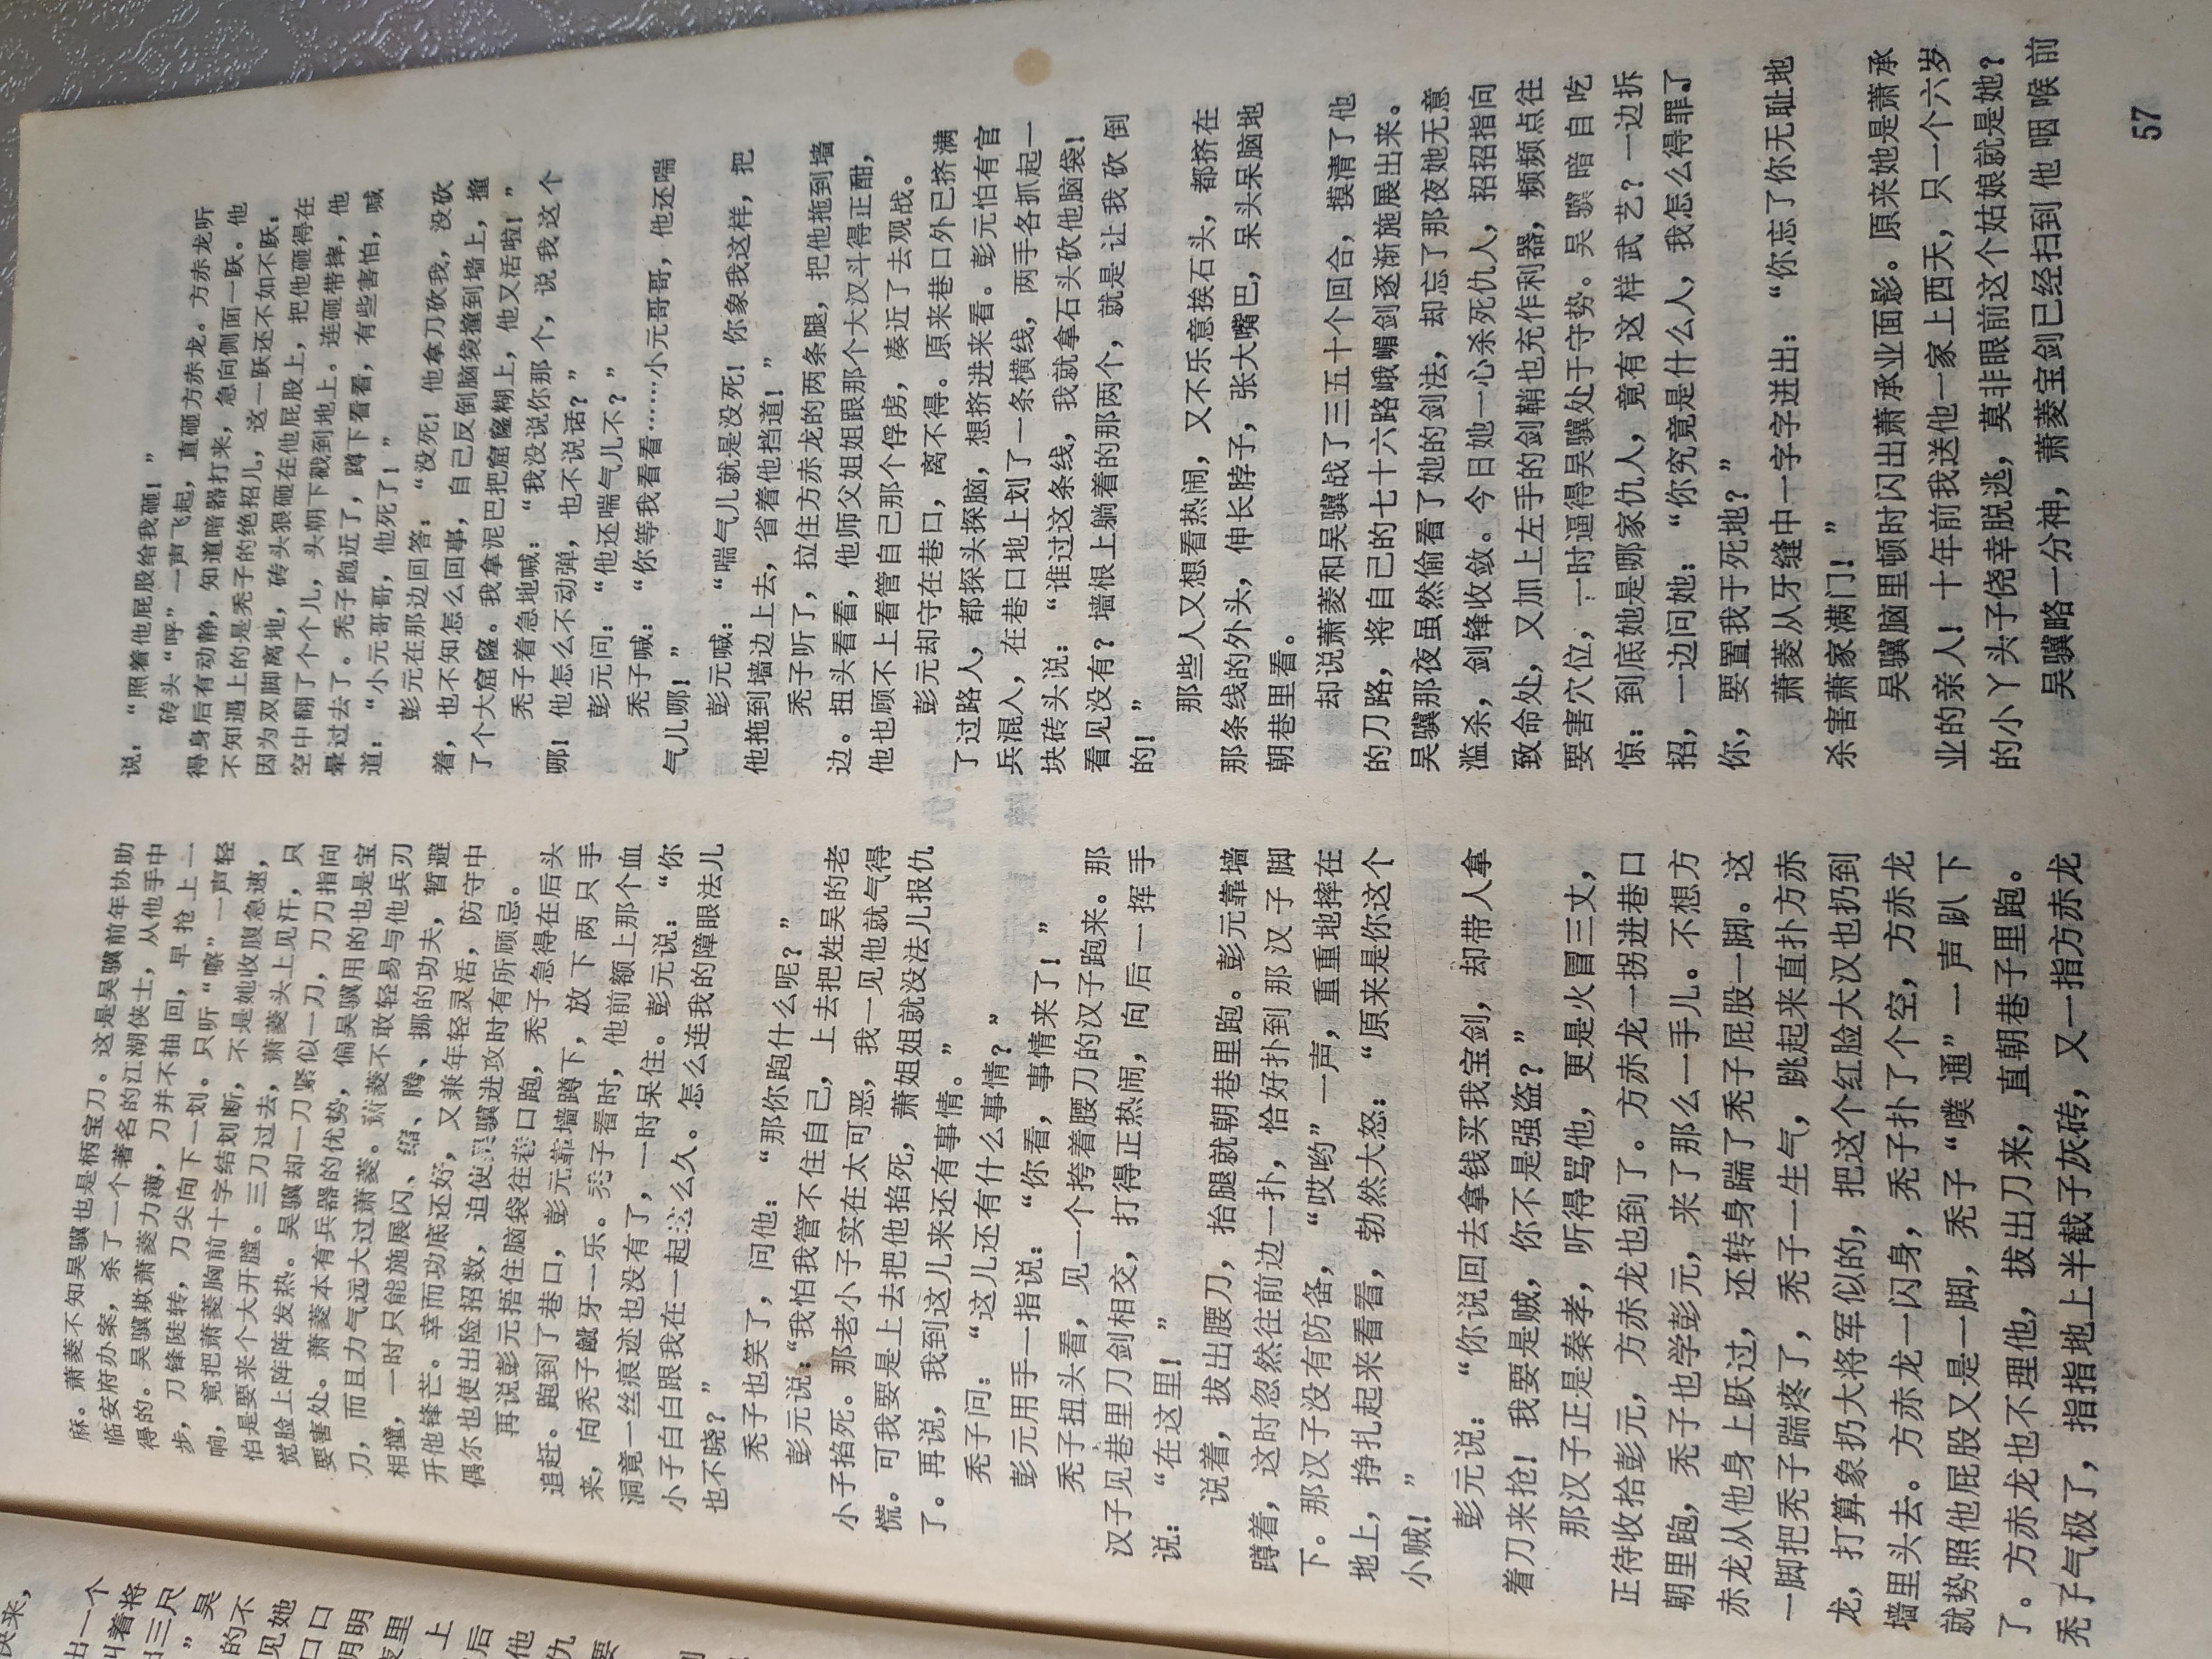 麻。萧菱不知吴骥也是柄宝刀。这是吴骥前年协助
临安府办案，杀了一个著名的江湖侠士，从他手中
得的。吴骥欺萧菱力薄，刀并不抽回，早抢上一
步，刀锋陡转，刀尖向下一划。只听“嚓”一声轻
响，竟把萧菱胸前十字结划断，不是她收腹急速，
怕是要来个大开膛。三刀过去，萧菱头上见汗，只
觉脸上阵阵发热。吴骥却一刀紧似一刀，刀刀指向
要害处。萧菱本有兵器的优势，偏吴骥用的也是宝
刀，而且力气远大过萧菱。萧菱不敢轻易与他兵刃
相撞，一时只能施展闪、缩、腾、挪的功夫，暂避
开他锋芒。幸而功底还好，又兼年轻灵活，防守中
偶尔也使出险招数，迫使吴骥进攻时有所顾忌。
再说彭元捂住脑袋往巷口跑，秃子急得在后头
追赶。跑到了巷口，彭元靠墙蹲下，放下两只手
来，向秃子龇牙一乐。秃子看时，他前额上那个血
洞竟一丝痕迹也没有了，一时呆住。彭元说：“你
小子白白跟我在一起这么久。怎么连我的障眼法儿
也不晓？”
秃子也笑了，问他：“那你跑什么呢？”
彭元说：“我怕我管不住自己，上去把姓吴的老
小子掐死。那老小子实在太可恶，我一见他就气得
慌。可我要是上去把他掐死，萧姐姐就没法儿报仇
了。再说，我到这儿来还有事情。”
秃子问：“这儿还有什么事情？”
彭元用手一指说：“你看，事情来了！”
秃子扭头看，见一个挎着腰刀的汉子跑来。那
汉子见巷里刀剑相交，打得正热闹，向后一挥手
说：“在这里！”
说着，拔出腰刀，抬腿就朝巷里跑。彭元靠墙
蹲着，这时忽然往前边一扑，恰好扑到那汉子脚
下。那汉子没有防备，“哎哟”一声，重重地摔在
地上，挣扎起来看看，勃然大怒：“原来是你这个
小贼！”
彭元说：“你说回去拿钱买我宝剑，却带人拿
着刀来抢！我要是贼，你不是强盗？”
那汉子正是秦孝，听得骂他，更是火冒三丈，
正待收拾彭元，方赤龙也到了。方赤龙一拐进巷口
朝里跑，秃子也学彭元，来了那么一手儿。不想方
赤龙从他身上跃过，还转身踹了秃子屁股一脚。这
一脚把秃子踹疼了，秃子一生气，跳起来直扑方赤
龙，打算象扔大将军似的，把这个红脸大汉也扔到
墙里头去。方赤龙一闪身，秃子扑了个空，方赤龙
就势照他屁股又是一脚，秃子“噗通”一声趴下
了。方赤龙也不理他，拔出刀来，直朝巷子里跑。
秃子气极了，指指地上半截子灰砖，又一指方赤龙
说：“照着他屁股给我砸！”
砖头“呼”一声飞起，直砸方赤龙。方赤龙听
得身后有动静，知道暗器打来，急向侧面一跃。他
不知遇上的是秃子的绝招儿，这一跃还不如不跃：
因为双脚离地，砖头狠砸在他屁股上，把他砸得在
空中翻了个个儿，头朝下戳到地上。连砸带摔，他
晕过去了。秃子跑近了，蹲下看看，有些害怕，喊
道：“小元哥哥，他死了！”
彭元在那边回答：“没死！他拿刀砍我，没砍
着，也不知怎么回事，自己反倒脑袋撞到墙上，撞
了个大窟窿。我拿泥巴把窟窿糊上，他又活啦！”
秃子着急地喊：“我没说你那个，说我这个
哪！他怎么不动弹，也不说话？”
彭元问：“他还喘气儿不？”
秃子喊：“你等我看看……小元哥哥，他还喘
气儿哪！”
彭元喊：“喘气儿就是没死！你象我这样，把
他拖到墙边上去，省着他挡道！”
秃子听了，拉住方赤龙的两条腿，把他拖到墙
边。扭头看看，他师父姐姐跟那个大汉斗得正酣，
他也顾不上看管自己那个俘虏，凑近了去观战。
彭元却守在巷口，离不得。原来巷口外已挤满
了过路人，都探头探脑，想挤进来看。彭元怕有官
兵混入，在巷口地上划了一条横线，两手各抓起一
块砖头说：“谁过这条线，我就拿石头砍他脑袋！
看见没有？墙根上躺着的那两个，就是让我砍倒
的！”
那些人又想看热闹，又不乐意挨石头，都挤在
那条线的外头，伸长脖子，张大嘴巴，呆头呆脑地
朝巷里看。
却说萧菱和吴骥战了三五十个回合，摸清了他
的刀路，将自己的七十六路峨嵋剑逐渐施展出来。
吴骥那夜虽然偷看了她的剑法，却忘了那夜她无意
滥杀，剑锋收敛。今日她一心杀死仇人，招招指向
致命处，又加上左手的剑鞘也充作利器，频频点往
要害穴位，一时逼得吴骥处于守势。吴骥暗自吃
惊：到底她是哪家仇人，竟有这样武艺？一边拆
招，一边问她：“你究竟是什么人，我怎么得罪了
你，要置我于死地？”
萧菱从牙缝中一字字迸出：“你忘了你无耻地
杀害萧家满门！”
吴骥脑里顿时闪出萧承业面影。原来她是萧承
业的亲人！十年前我送他一家上西天，只一个六岁
的小丫头子侥幸脱逃，莫非眼前这个姑娘就是她？
吴骥略一分神，萧菱宝剑已经扫到他咽喉前
57